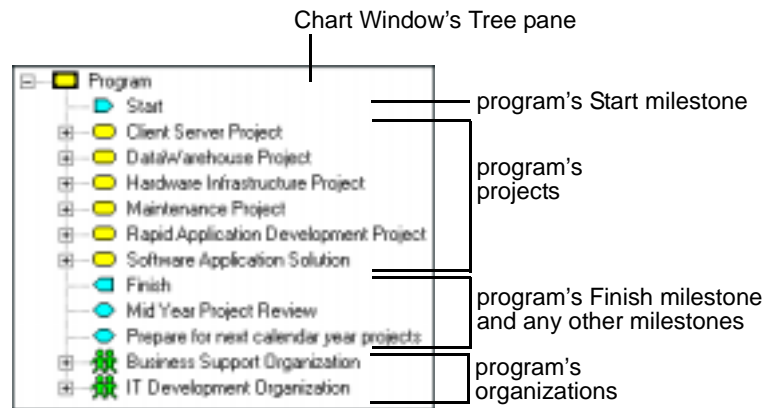 Chart Window's Tree pane
Program
Start
program's Start milestone
Client Server Project
DataWarehouse Project
Hardware Infrastructure Project
Maintenance Project
Rapid Application Development Project
Software Application Solution
program's
projects
Finish
Mid Year Project Review
Prepare for next calendar year projects
program's Finish milestone
and any other milestones
Business Support Organization
IT Development Organization
program's
organizations